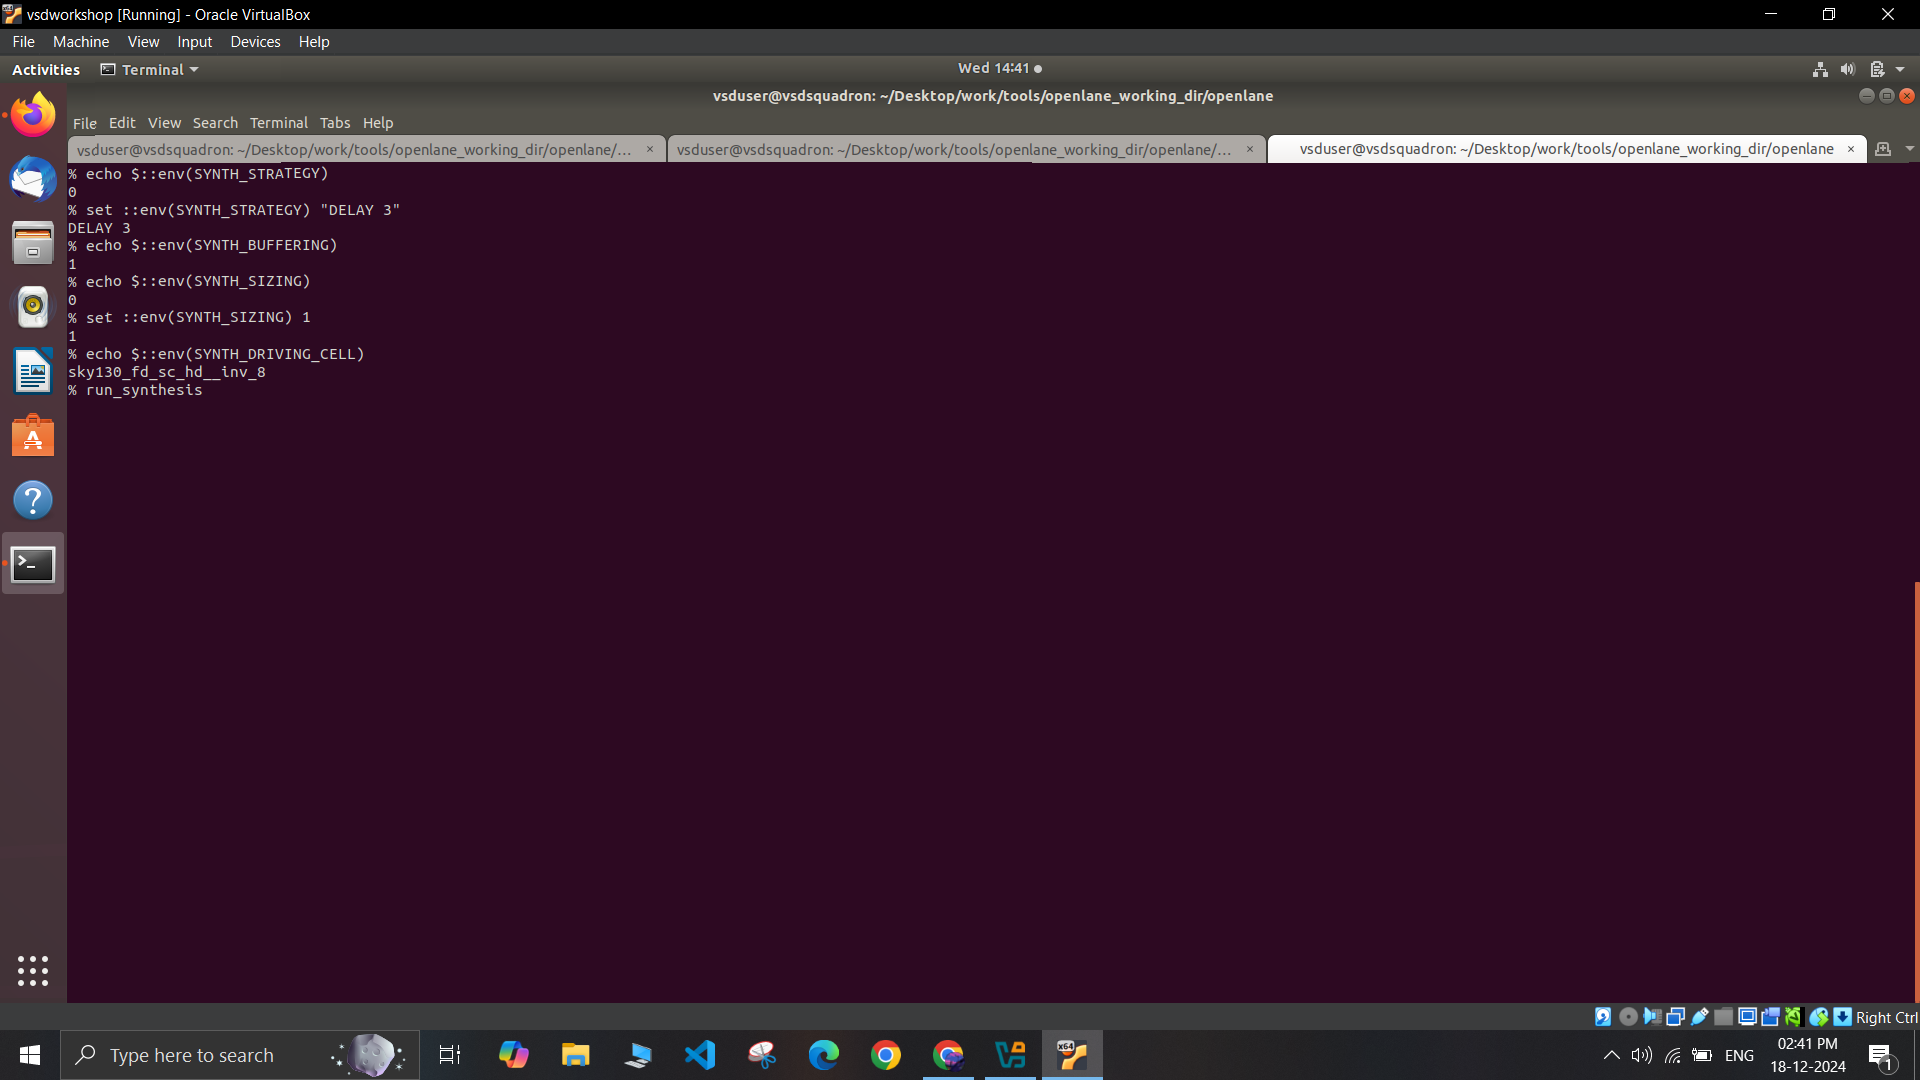 vsdworkshop [Running] - Oracle VirtualBox
File Machine View Input Devices Help
Activities Terminal Wed 14:41
vsduser@vsdsquadron: ~/Desktop/work/tools/openlane_working_dir/openlane
File Edit View Search Terminal Tabs Help
vsduser@vsdsquadron: ~/Desktop/work/tools/openlane_working_dir/openlane/... × vsduser@vsdsquadron: ~/Desktop/work/tools/openlane_working_dir/openlane/... × vsduser@vsdsquadron: ~/Desktop/work/tools/openlane_working_dir/openlane ×
% echo $::env(SYNTH_STRATEGY)
0
% set ::env(SYNTH_STRATEGY) "DELAY 3"
DELAY 3
% echo $::env(SYNTH_BUFFERING)
1
% echo $::env(SYNTH_SIZING)
0
% set ::env(SYNTH_SIZING) 1
1
% echo $::env(SYNTH_DRIVING_CELL)
sky130_fd_sc_hd__inv_8
% run_synthesis
Right Ctrl
Type here to search
x64
ENG
02:41 PM
18-12-2024
1